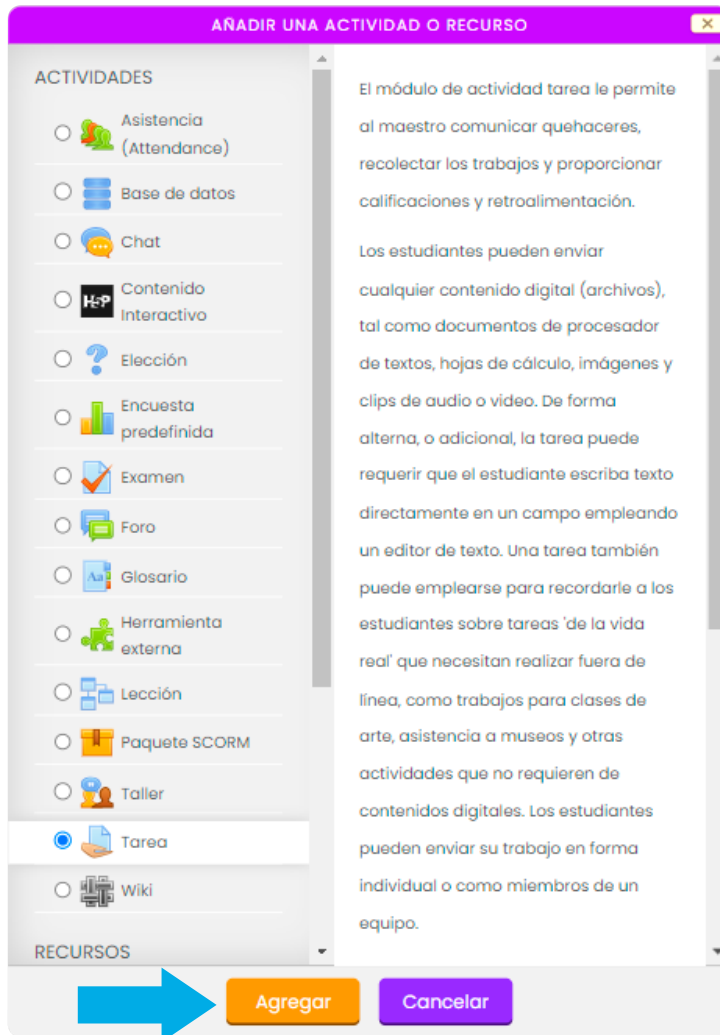 AÑADIR UNA ACTIVIDAD O RECURSO
ACTIVIDADES
Asistencia
(Attendance)
Base de datos
Chat
H5P
Contenido
Interactivo
Elección
Encuesta
predefinida
Examen
Foro
Aa
Glosario
Herramienta
externa
Lección
Paquete SCORM
Taller
Tarea
Wiki
RECURSOS
El módulo de actividad tarea le permite
al maestro comunicar quehaceres,
recolectar los trabajos y proporcionar
calificaciones y retroalimentación.
Los estudiantes pueden enviar
cualquier contenido digital (archivos),
tal como documentos de procesador
de textos, hojas de cálculo, imágenes y
clips de audio o video. De forma
alterna, o adicional, la tarea puede
requerir que el estudiante escriba texto
directamente en un campo empleando
un editor de texto. Una tarea también
puede emplearse para recordarle a los
estudiantes sobre tareas 'de la vida
real' que necesitan realizar fuera de
línea, como trabajos para clases de
arte, asistencia a museos y otras
actividades que no requieren de
contenidos digitales. Los estudiantes
pueden enviar su trabajo en forma
individual o como miembros de un
equipo.
Agregar
Cancelar